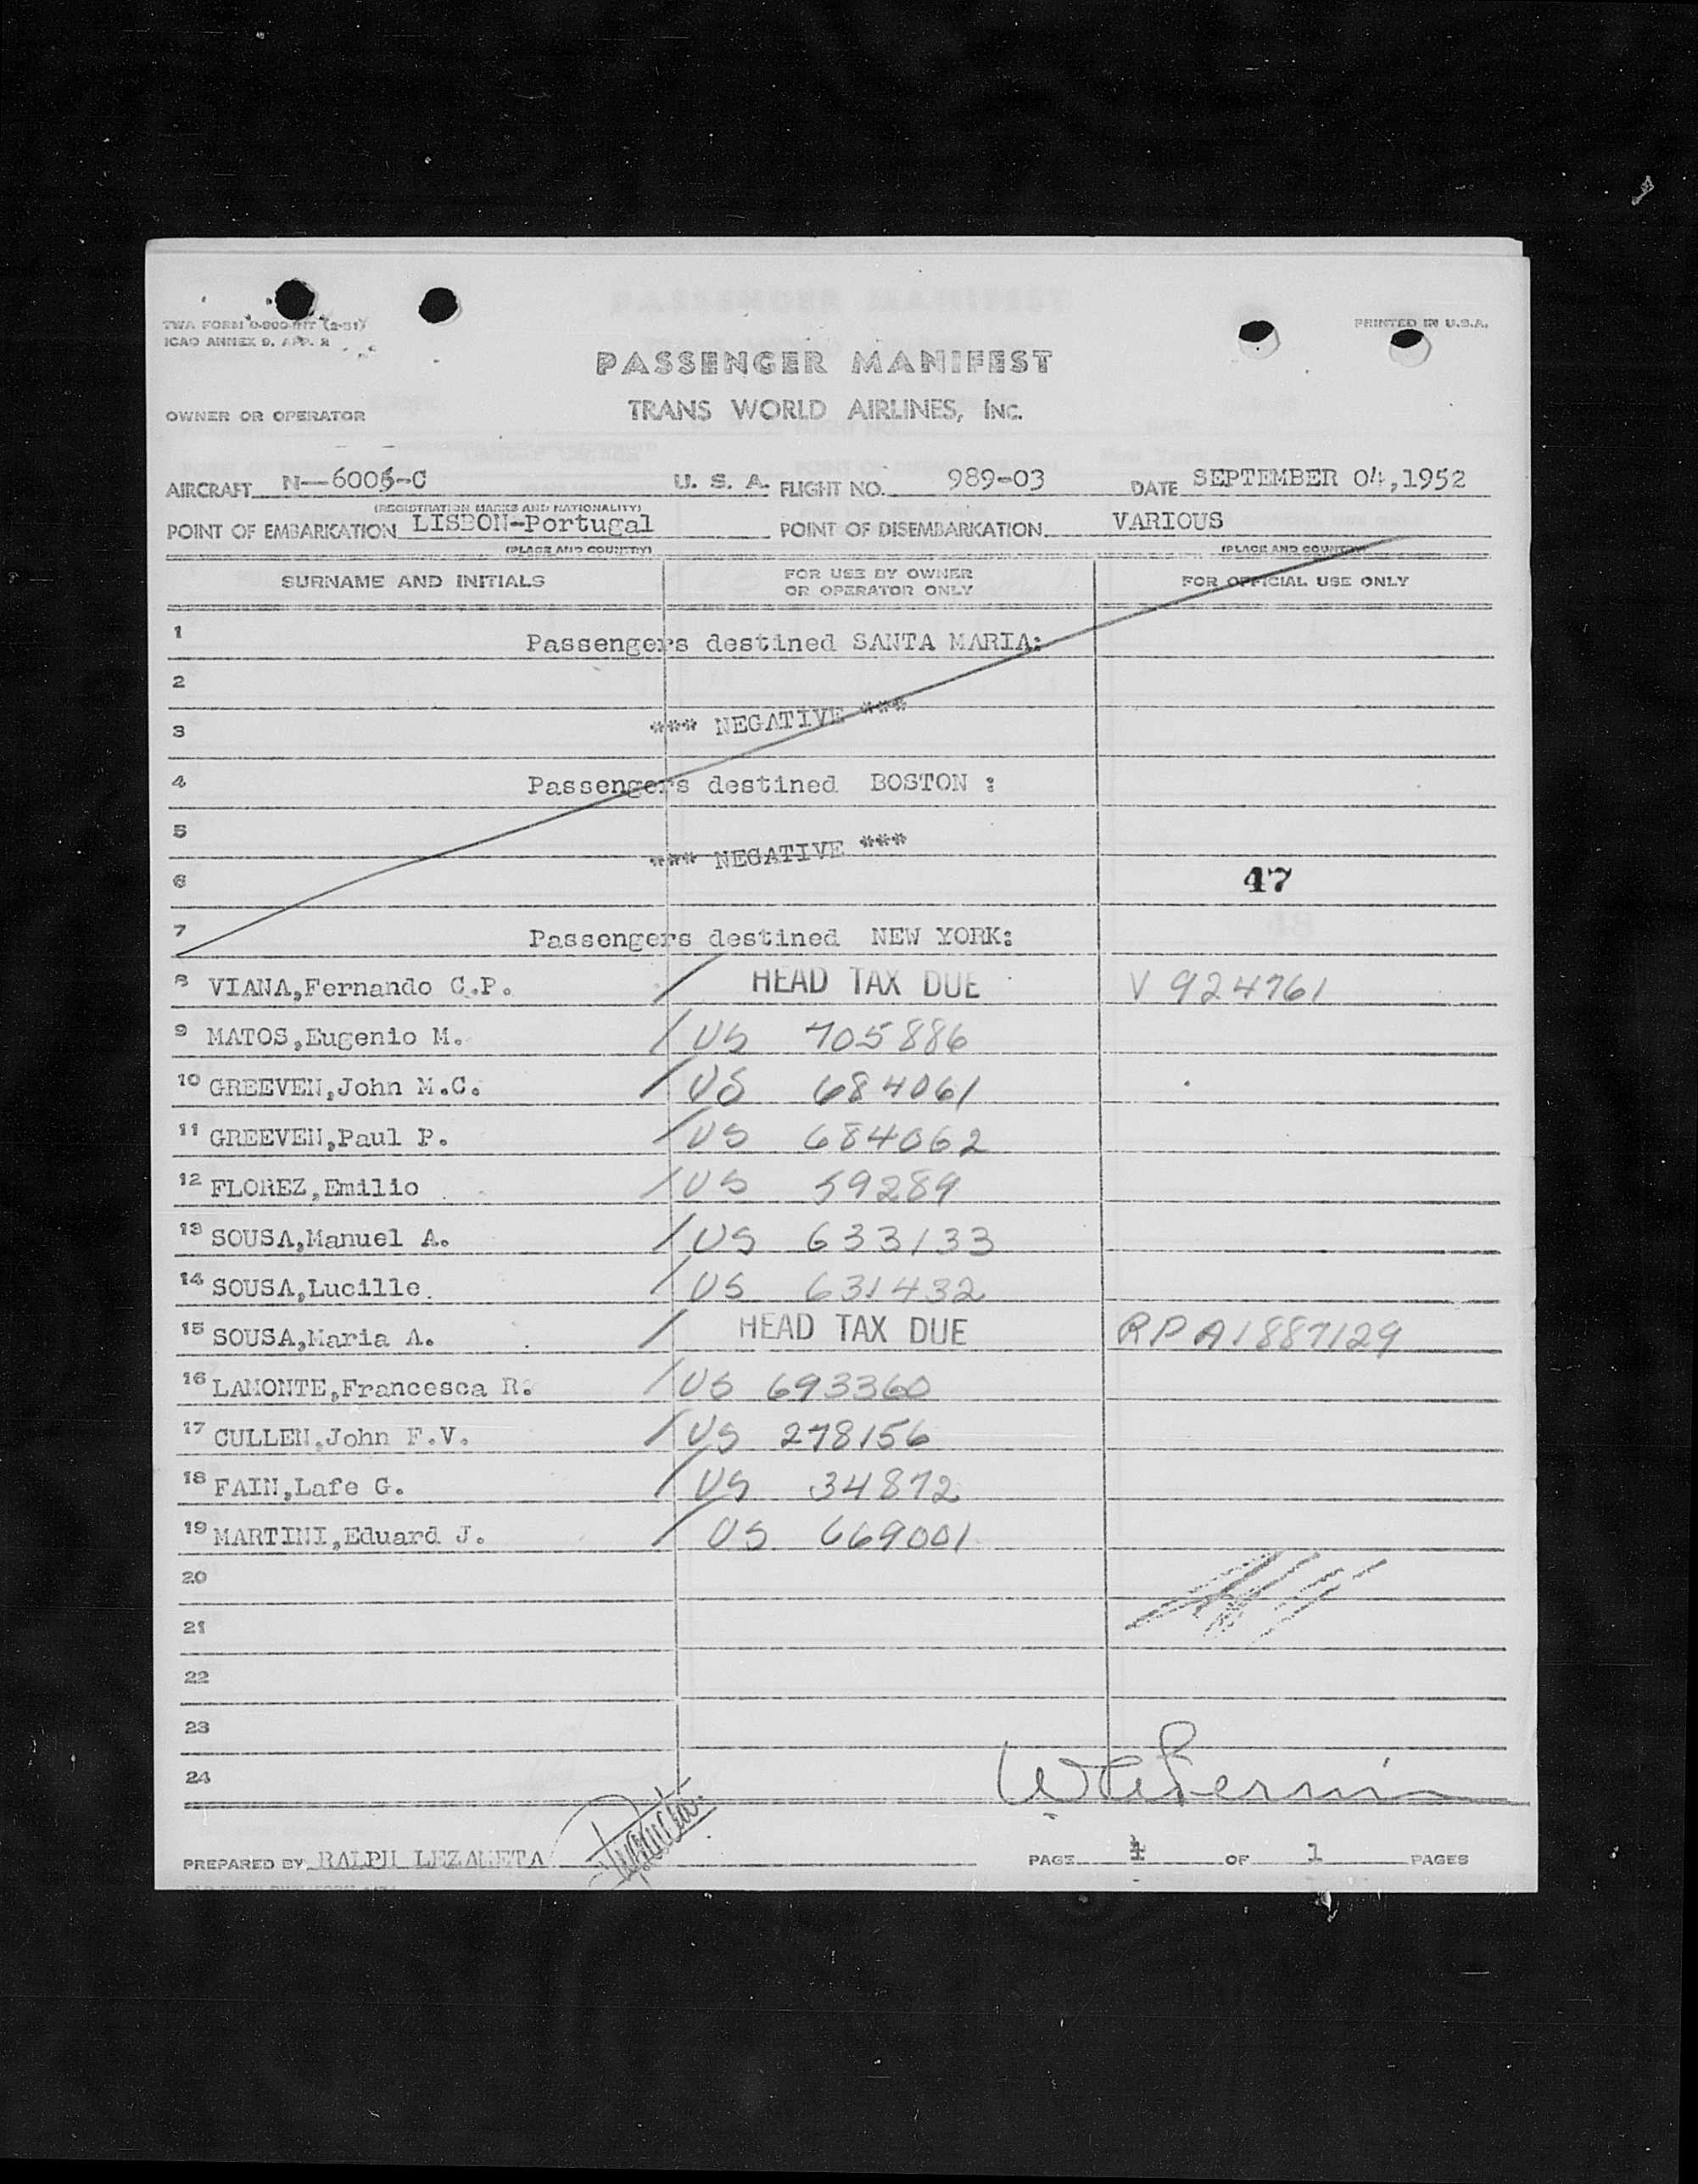 TWA FORM 0-800-INT (2-51)
PRINTED IN U.S.A.
ICAO ANNEX 9, APP. 2
PASSENGER MANIFEST
OWNER OR OPERATOR
TRANS WORLD AIRLINES, INC.
AIRCRAFT N-6005-C U. S. A. FLIGHT NO. 989-03 DATE SEPTEMBER 04,1952
(REGISTRATION MARKS AND NATIONALITY)
POINT OF EMBARKATION LISBON-Portugal POINT OF DISEMBARKATION VARIOUS
(PLACE AND COUNTRY) (PLACE AND COUNTRY)
SURNAME AND INITIALS FOR USE BY OWNER OR OPERATOR ONLY FOR OFFICIAL USE ONLY
1 Passengers destined SANTA MARIA:
2
3 *** NEGATIVE ***
4 Passengers destined BOSTON :
5 *** NEGATIVE ***
6 47
7 Passengers destined NEW YORK:
8 VIANA,Fernando C.P. / HEAD TAX DUE V 924761
9 MATOS,Eugenio M. / US 705886
10 GREEVEN,John M.C. / US 684061
11 GREEVEN,Paul P. / US 684062
12 FLOREZ,Emilio / US 59289
13 SOUSA,Manuel A. / US 633133
14 SOUSA,Lucille / US 631432
15 SOUSA,Maria A. / HEAD TAX DUE RP A1887129
16 LAMONTE,Francesca R. / US 693360
17 CULLEN,John F.V. / US 278156
18 FAIN,Lafe G. / US 34872
19 MARTINI,Eduard J. / US 669001
20
21
22
23
24
PREPARED BY RALPH LEZAMETA PAGE 1 OF 1 PAGES